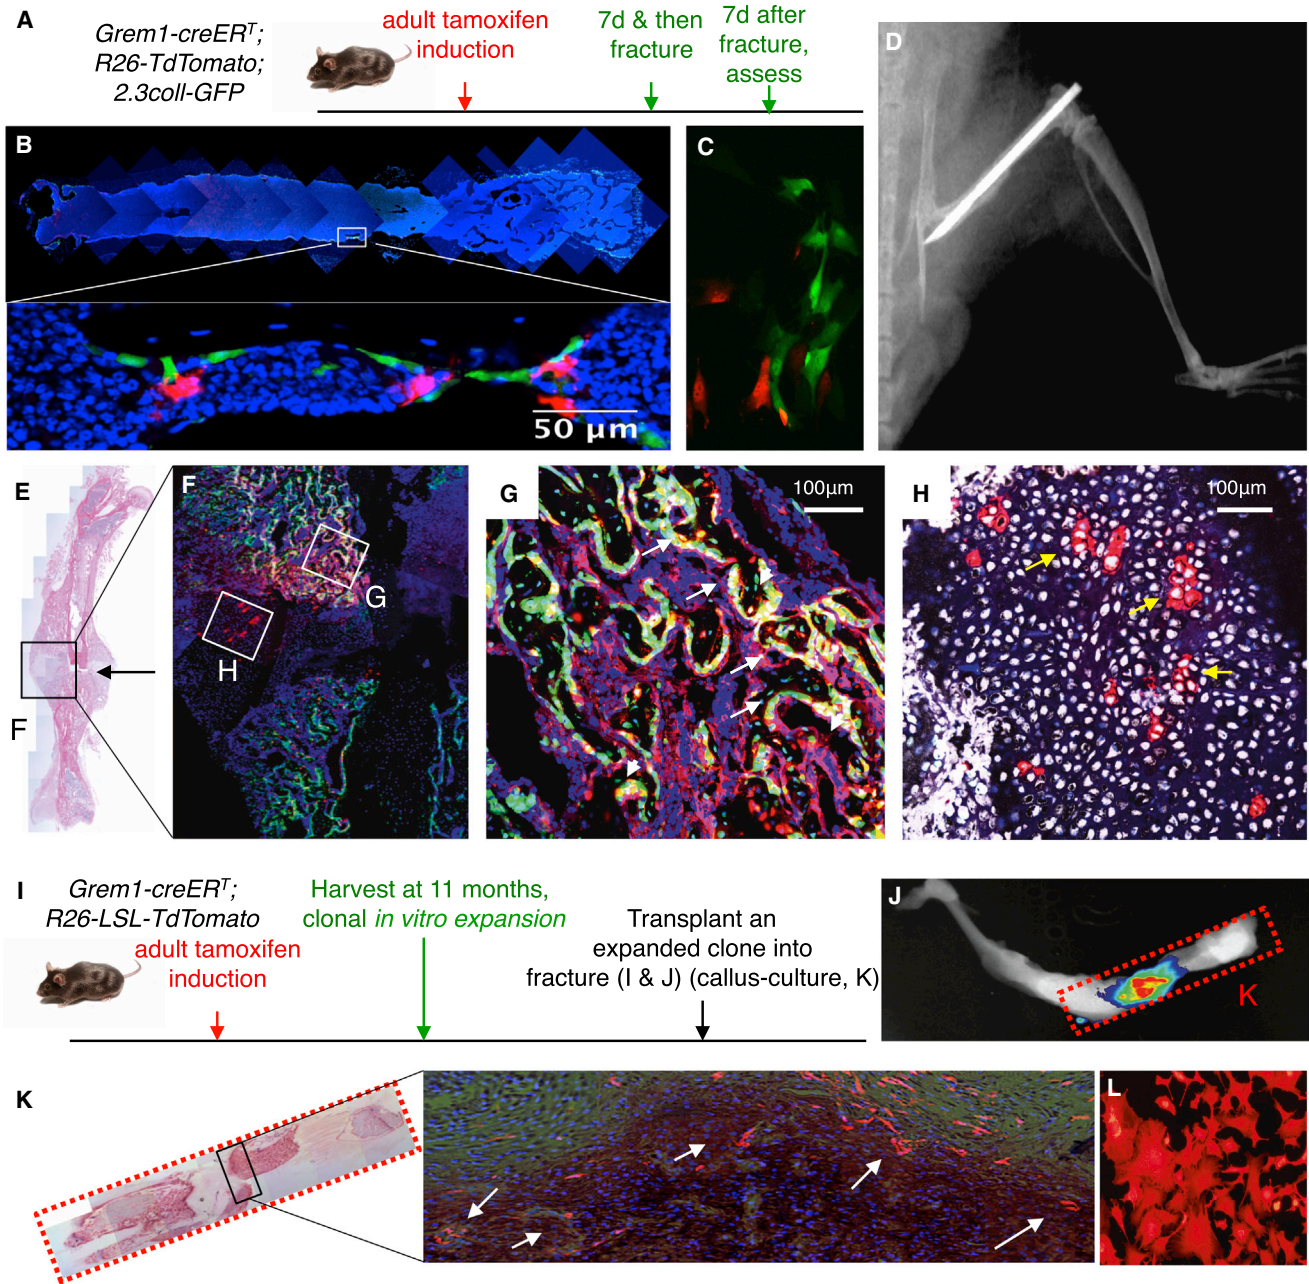 A
Grem1-creERT;
R26-TdTomato;
2.3coll-GFP
adult tamoxifen
induction
7d & then
fracture
7d after
fracture,
assess
D
B
C
50 µm
E
F
F
G
H
G
100µm
H
100µm
I
Grem1-creERT;
R26-LSL-TdTomato
adult tamoxifen
induction
Harvest at 11 months,
clonal in vitro expansion
Transplant an
expanded clone into
fracture (I & J) (callus-culture, K)
J
K
K
L